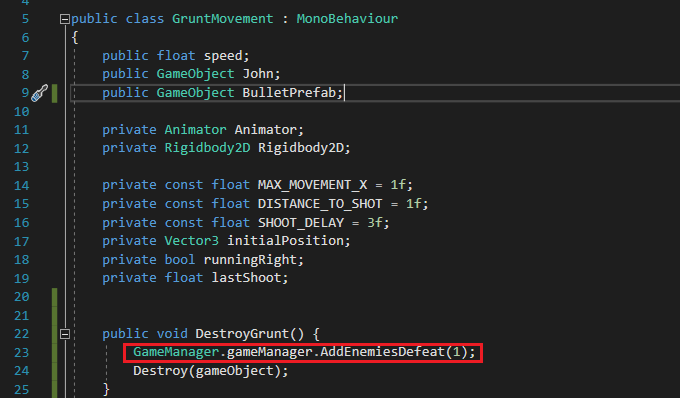 4
5 public class GruntMovement : MonoBehaviour
6 {
7 public float speed;
8 public GameObject John;
9 public GameObject BulletPrefab;
10
11 private Animator Animator;
12 private Rigidbody2D Rigidbody2D;
13
14 private const float MAX_MOVEMENT_X = 1f;
15 private const float DISTANCE_TO_SHOT = 1f;
16 private const float SHOOT_DELAY = 3f;
17 private Vector3 initialPosition;
18 private bool runningRight;
19 private float lastShoot;
20
21
22 public void DestroyGrunt() {
23 GameManager.gameManager.AddEnemiesDefeat(1);
24 Destroy(gameObject);
25 }